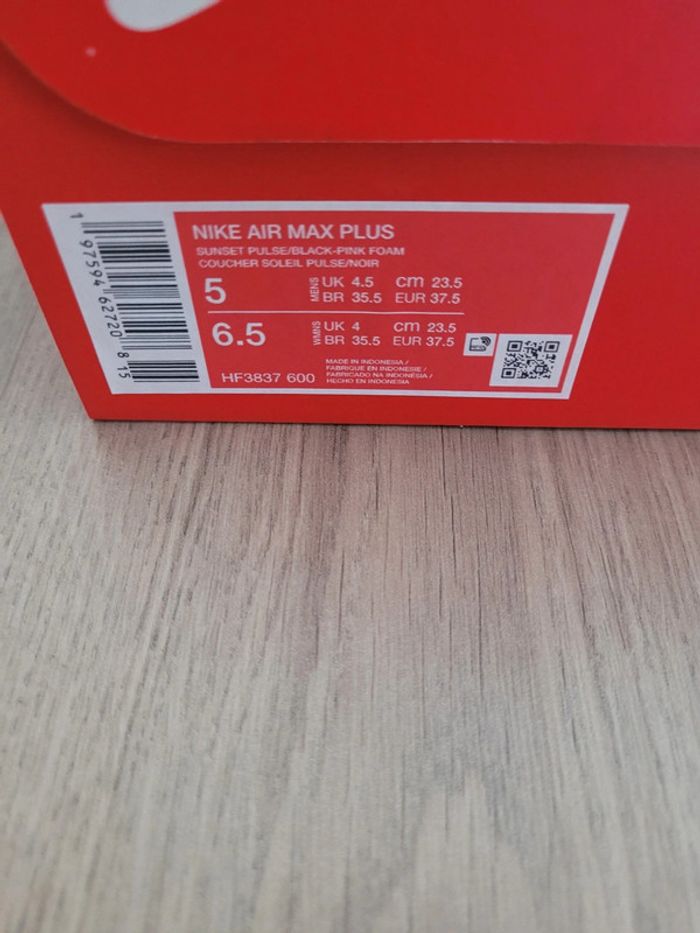 NIKE AIR MAX PLUS
SUNSET PULSE/BLACK-PINK FOAM
COUCHER SOLEIL PULSE/NOIR
5 MENS UK 4.5 cm 23.5
BR 35.5 EUR 37.5
6.5 WMNS UK 4 cm 23.5
BR 35.5 EUR 37.5
HF3837 600
MADE IN INDONESIA /
FABRIQUE EN INDONESIE /
FABRICADO NA INDONÉSIA /
HECHO EN INDONESIA
1 97594 62720 8 15